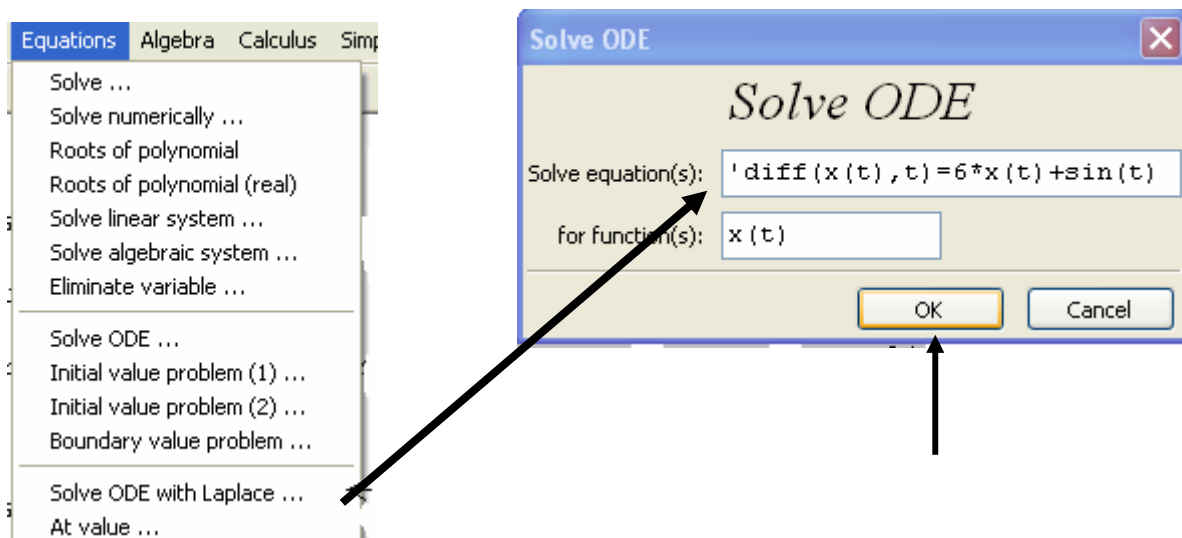 Equations Algebra Calculus Simp
Solve ...
Solve numerically ...
Roots of polynomial
Roots of polynomial (real)
Solve linear system ...
Solve algebraic system ...
Eliminate variable ...
Solve ODE ...
Initial value problem (1) ...
Initial value problem (2) ...
Boundary value problem ...
Solve ODE with Laplace ...
At value ...
Solve ODE
Solve ODE
Solve equation(s): 'diff(x(t),t)=6*x(t)+sin(t)
for function(s): x(t)
OK Cancel